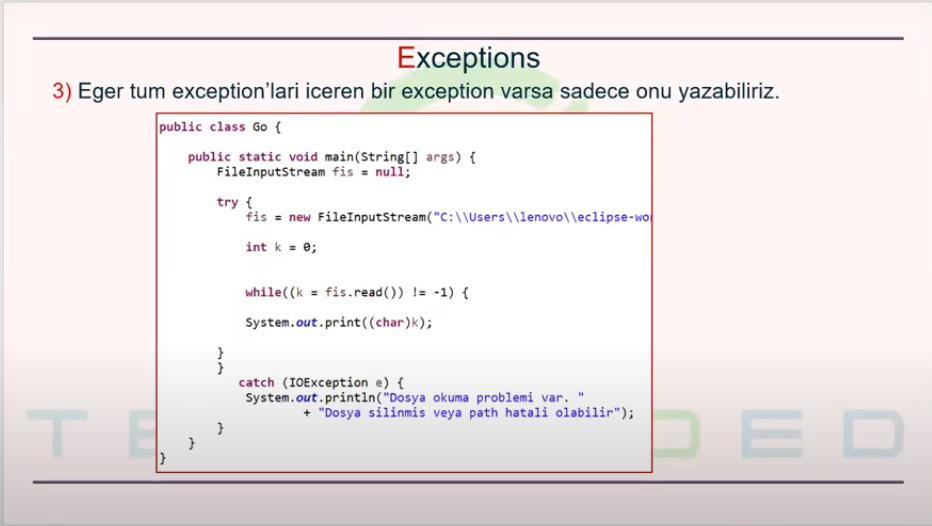 Exceptions
3) Eger tum exception'lari iceren bir exception varsa sadece onu yazabiliriz.
public class Go {
public static void main(String[] args) {
FileInputStream fis = null;
try {
fis = new FileInputStream("C:\\Users\\lenovo\\eclipse-wo
int k = 0;
while((k = fis.read()) != -1) {
System.out.print((char)k);
}
}
catch (IOException e) {
System.out.println("Dosya okuma problemi var. "
+ "Dosya silinmis veya path hatali olabilir");
}
}
}